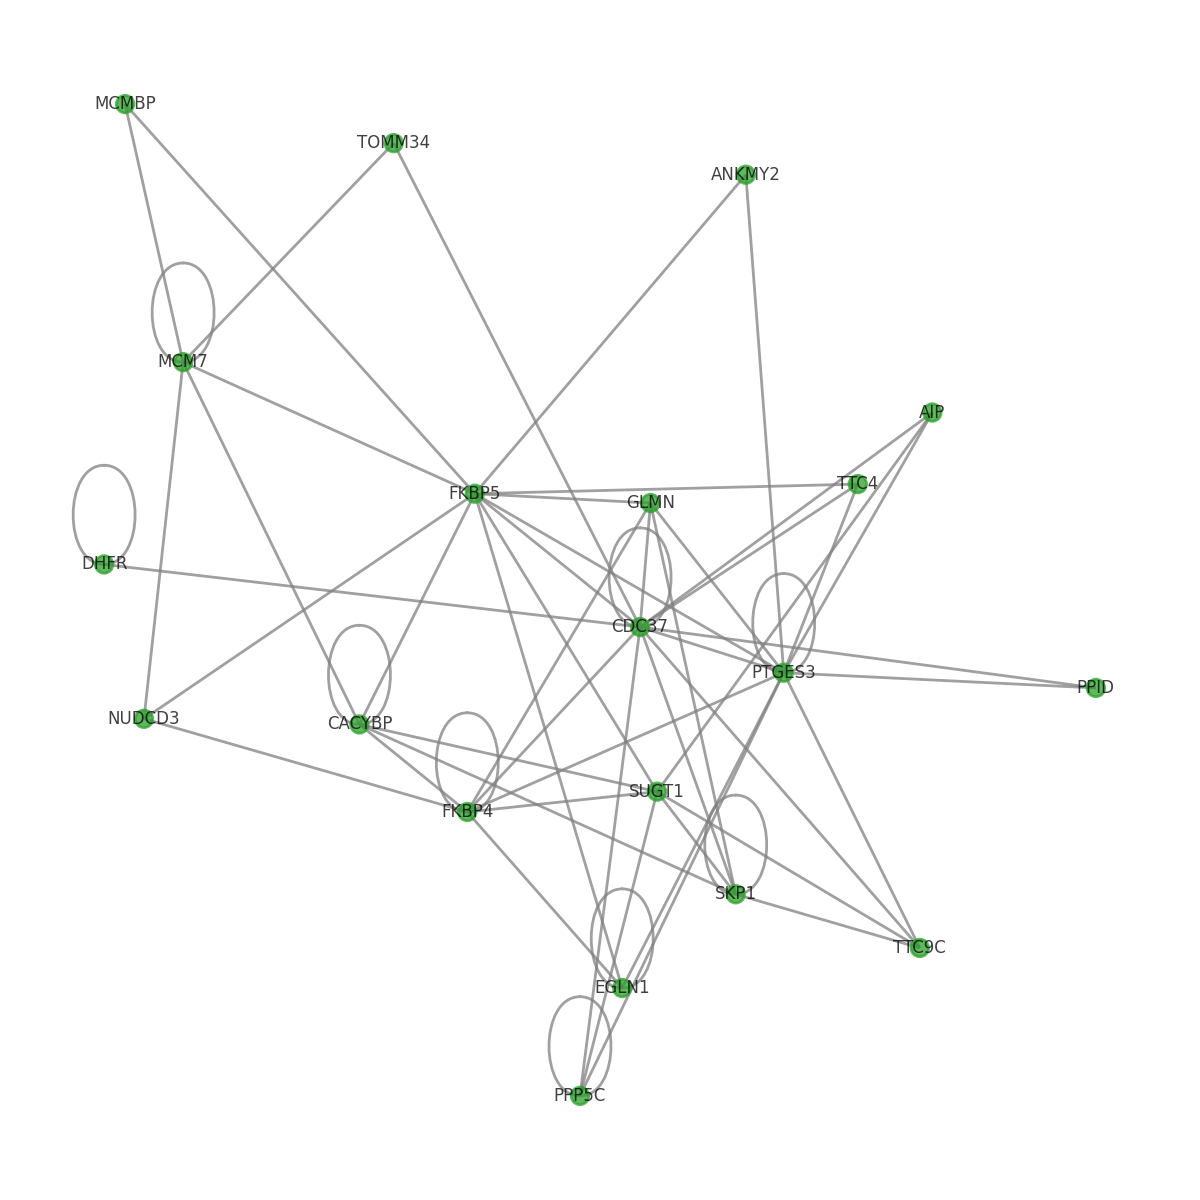 MCMBP
TOMM34
ANKMY2
MCM7
AIP
TTC4
FKBP5
GLMN
DHFR
CDC37
PTGES3
PPID
NUDCD3
CACYBP
SUGT1
FKBP4
SKP1
TTC9C
EGLN1
PPP5C